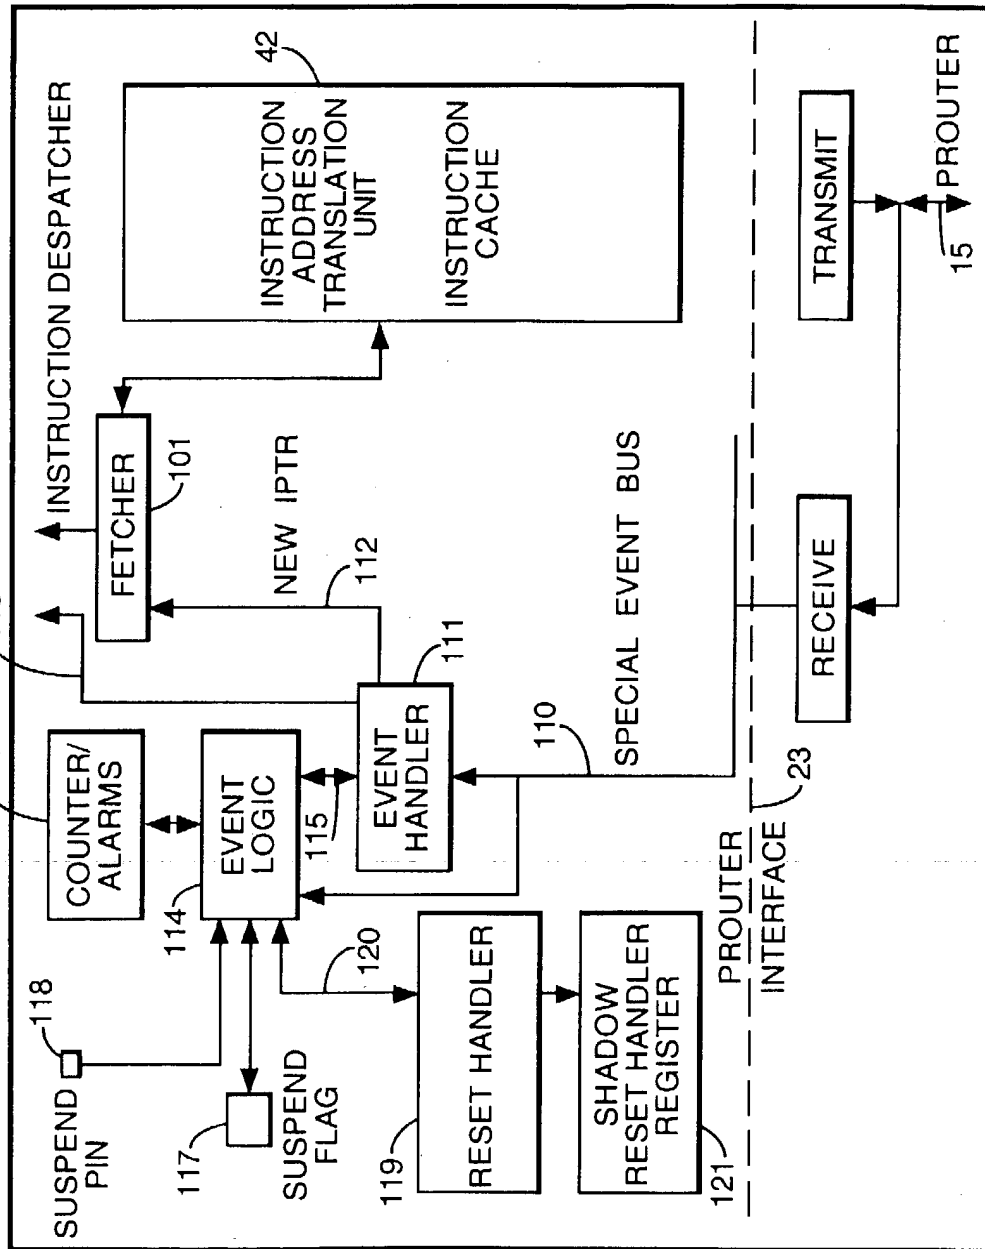 SUSPEND
PIN
118
117
SUSPEND
FLAG
COUNTER/
ALARMS
EVENT
LOGIC
114
115
120
RESET HANDLER
119
SHADOW
RESET HANDLER
REGISTER
121
EVENT
HANDLER
111
110
SPECIAL EVENT BUS
NEW IPTR
112
FETCHER
101
INSTRUCTION DESPATCHER
INSTRUCTION
ADDRESS
TRANSLATION
UNIT
INSTRUCTION
CACHE
42
PROUTER
INTERFACE
23
RECEIVE
TRANSMIT
15
PROUTER